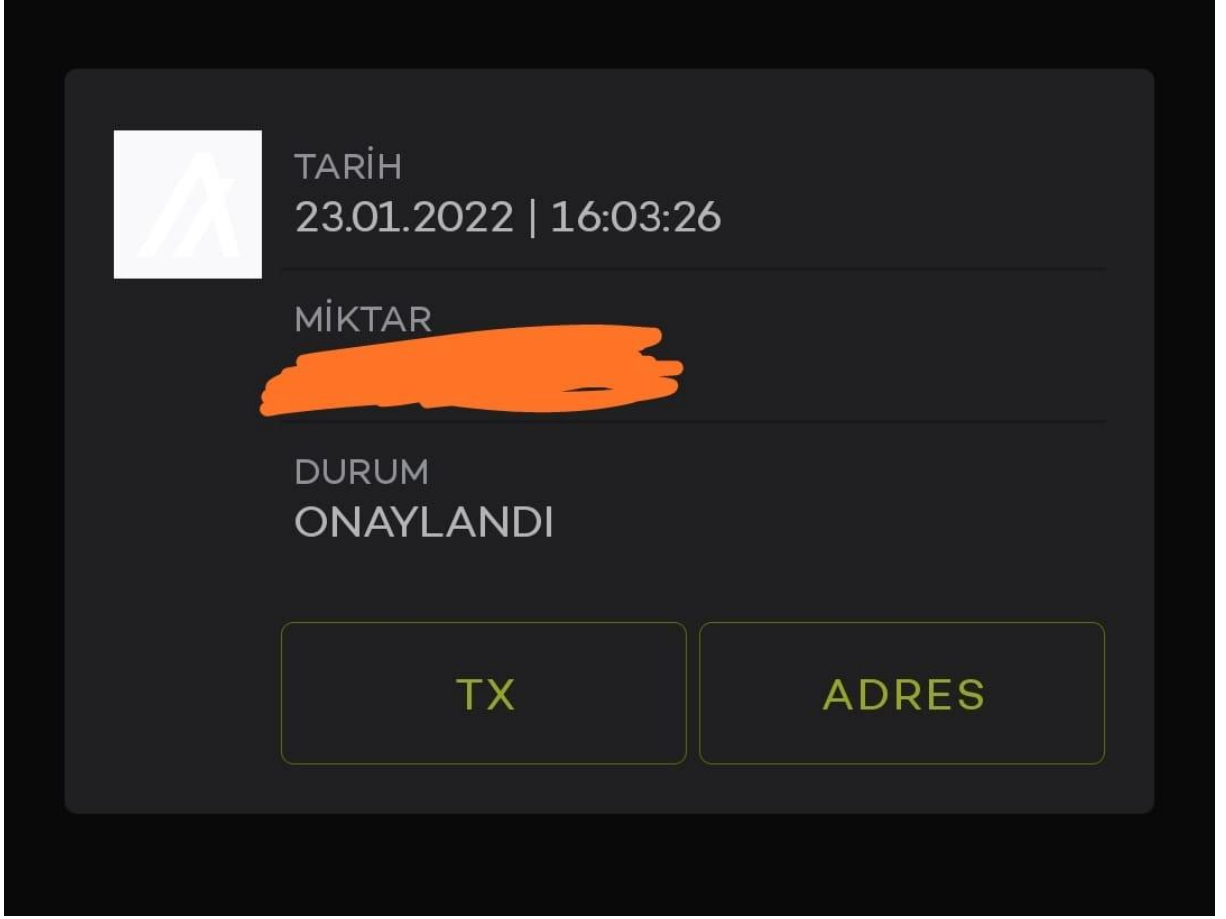 TARİH
23.01.2022 | 16:03:26
MİKTAR
DURUM
ONAYLANDI
TX
ADRES